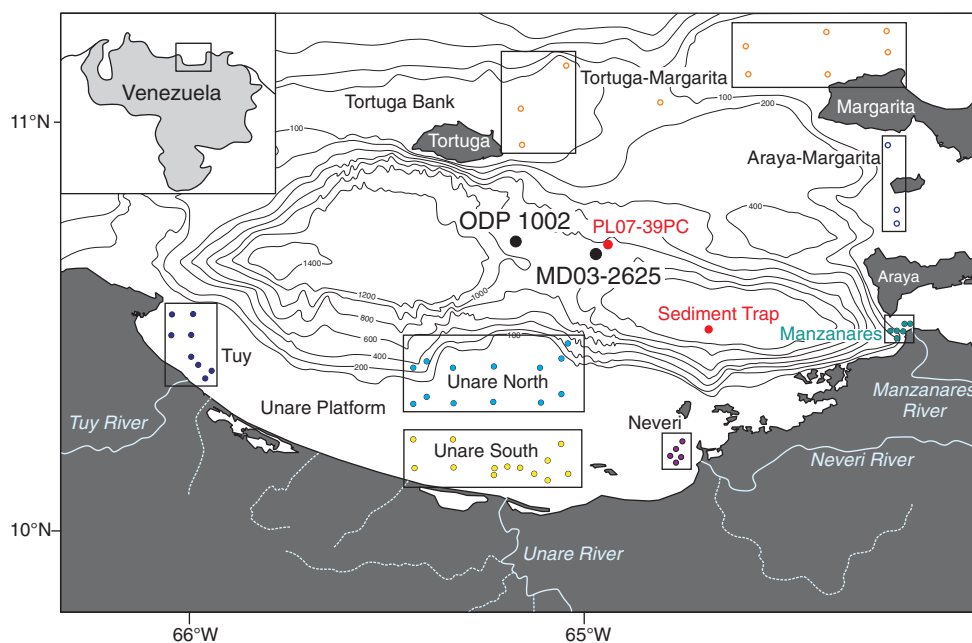 Venezuela
11°N
10°N
66°W
65°W
Tortuga Bank
Tortuga
Tortuga-Margarita
Margarita
Araya-Margarita
Araya
100
100
200
400
ODP 1002
PL07-39PC
MD03-2625
1400
1200
1000
800
600
400
200
100
Sediment Trap
Manzanares
Manzanares
River
Tuy
Tuy River
Unare Platform
Unare North
Unare South
Unare River
Neveri
Neveri River